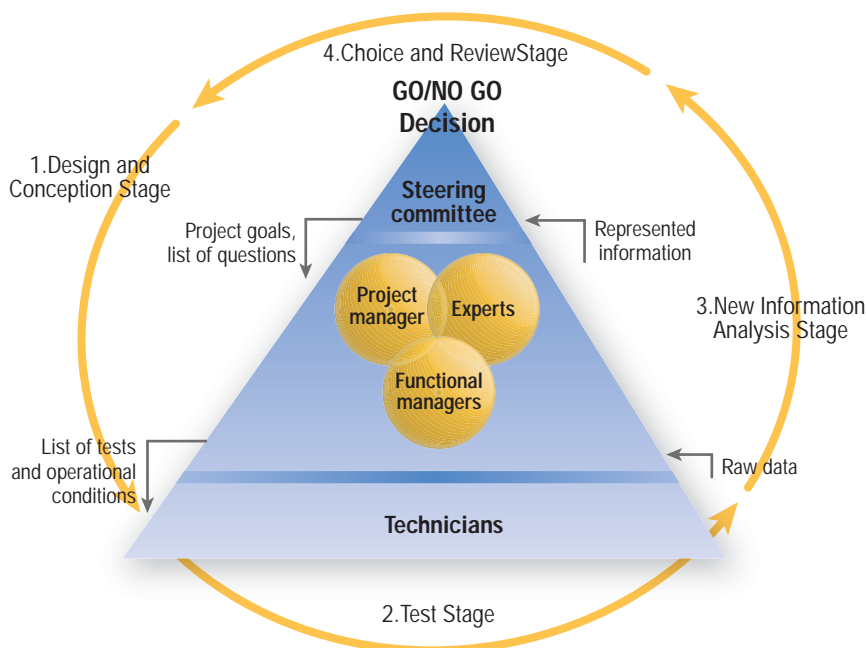 4.Choice and ReviewStage
GO/NO GO
Decision
1.Design and
Conception Stage
Steering
committee
Project goals,
list of questions
Represented
information
Project
manager
Experts
3.New Information
Analysis Stage
Functional
managers
List of tests
and operational
conditions
Raw data
Technicians
2.Test Stage